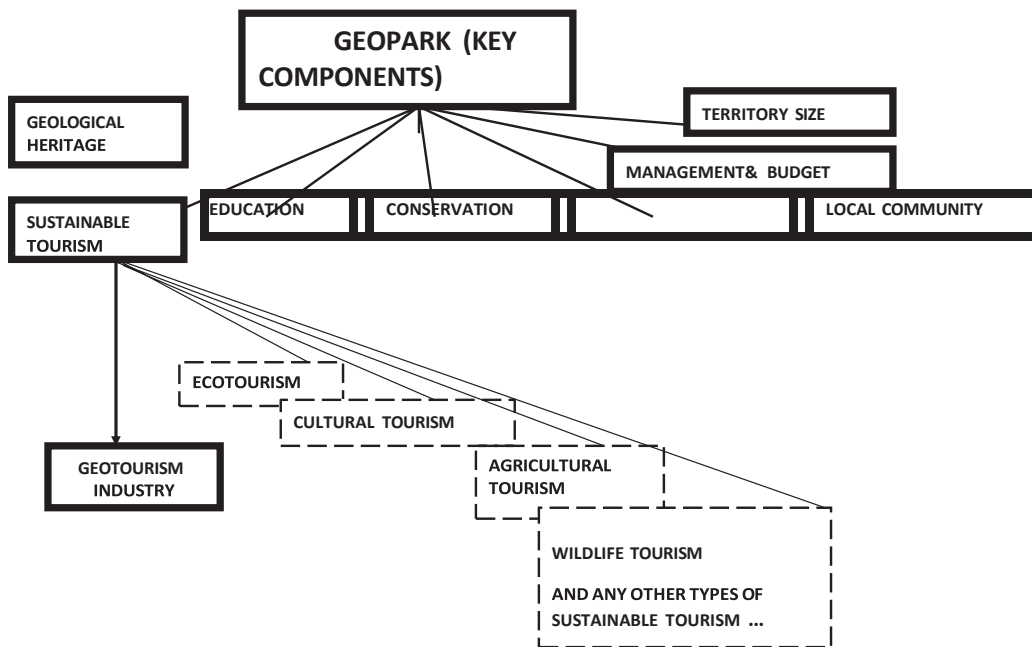 GEOPARK (KEY
COMPONENTS)
TERRITORY SIZE
GEOLOGICAL
HERITAGE
MANAGEMENT& BUDGET
EDUCATION
CONSERVATION
LOCAL COMMUNITY
SUSTAINABLE
TOURISM
ECOTOURISM
CULTURAL TOURISM
AGRICULTURAL
TOURISM
GEOTOURISM
INDUSTRY
WILDLIFE TOURISM
AND ANY OTHER TYPES OF
SUSTAINABLE TOURISM ...